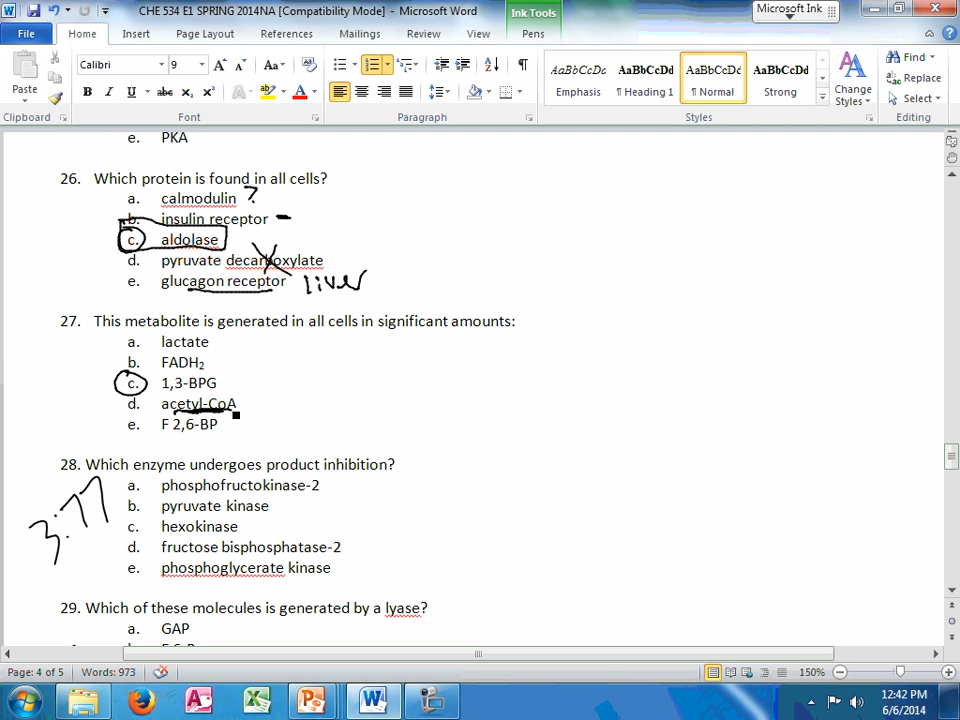 CHE 534 E1 SPRING 2014NA [Compatibility Mode] - Microsoft Word
Ink Tools
Microsoft Ink
File Home Insert Page Layout References Mailings Review View Pens
Paste
Calibri 9
Clipboard Font Paragraph Styles Editing
AaBbCcDc AaBbCcDd AaBbCcDd AaBbCcDd
Emphasis ¶ Heading 1 ¶ Normal Strong
Change Styles
Find
Replace
Select
e. PKA
26. Which protein is found in all cells?
a. calmodulin ?
b. insulin receptor -
c. aldolase
d. pyruvate decarboxylate
e. glucagon receptor liver
27. This metabolite is generated in all cells in significant amounts:
a. lactate
b. FADH2
c. 1,3-BPG
d. acetyl-CoA
e. F 2,6-BP
28. Which enzyme undergoes product inhibition?
a. phosphofructokinase-2
b. pyruvate kinase
c. hexokinase
d. fructose bisphosphatase-2
e. phosphoglycerate kinase
29. Which of these molecules is generated by a lyase?
a. GAP
Page: 4 of 5 Words: 973 150%
12:42 PM
6/6/2014